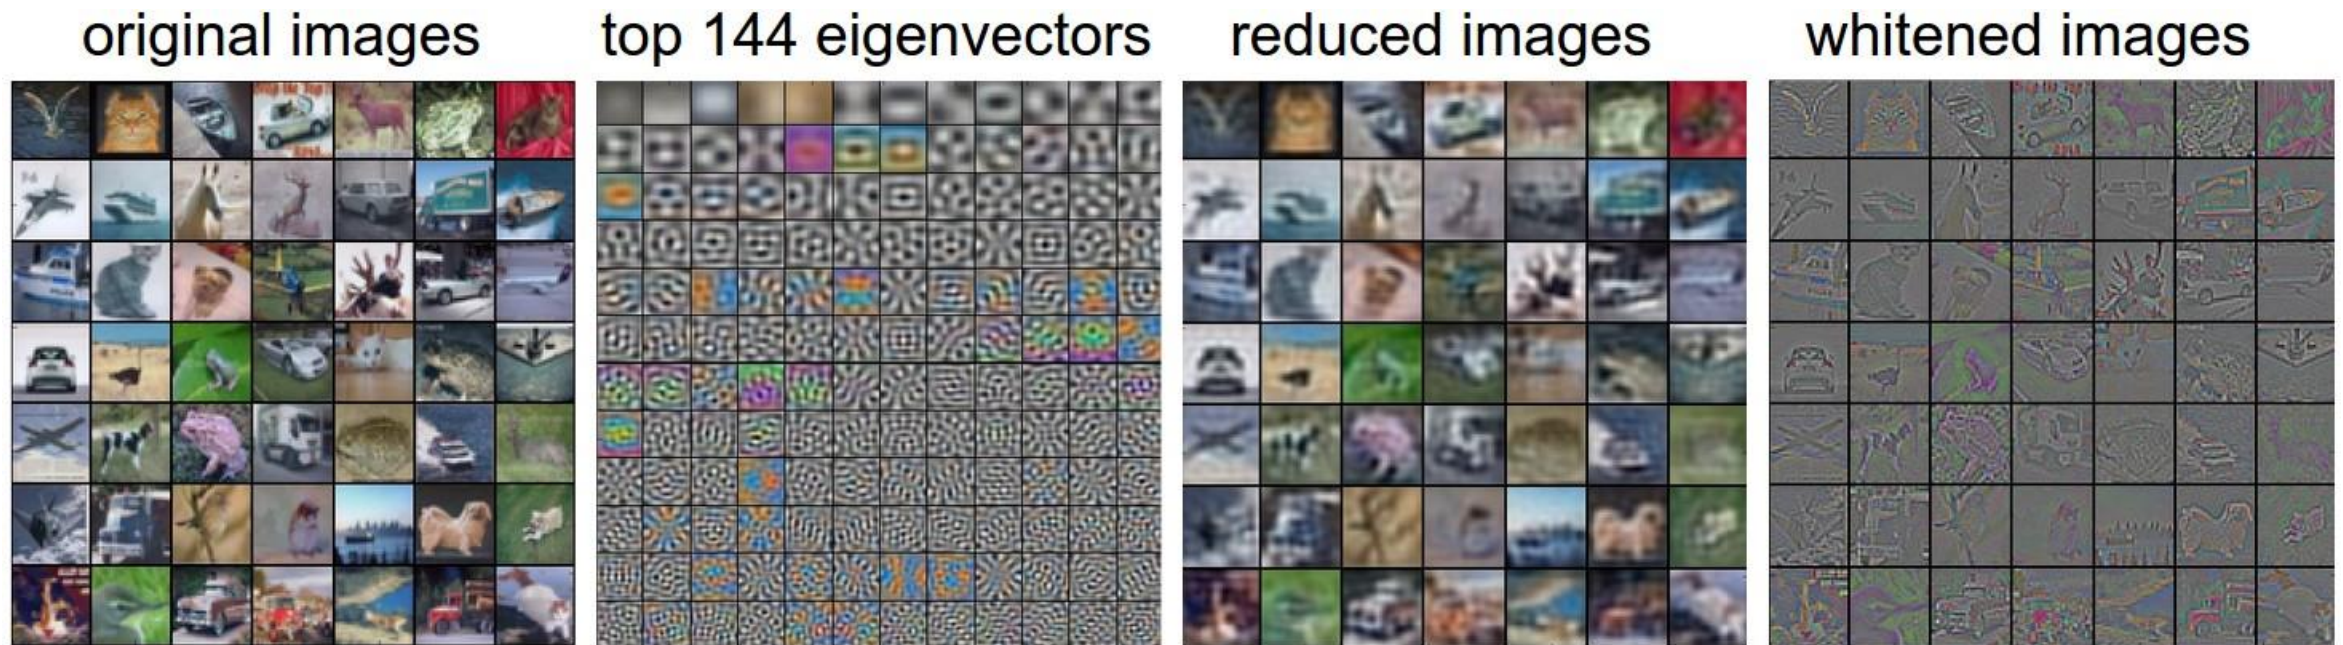 original images
top 144 eigenvectors
reduced images
whitened images